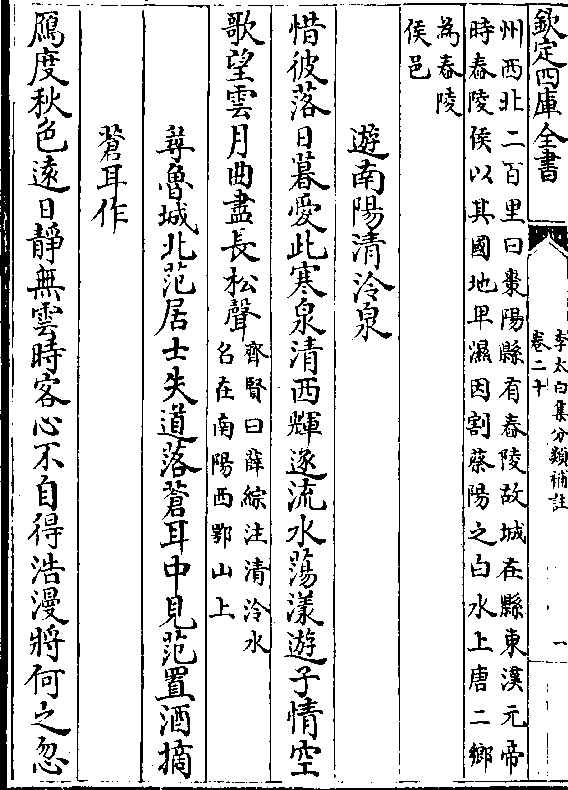 欽定四庫全書
李太白集分類補註
卷二十
一
州西北二百里曰棗陽縣有舂陵故城在縣東漢元帝
時舂陵侯以其國地卑濕因割蔡陽之白水上唐二鄉
為舂陵
侯邑
遊南陽清泠泉
惜彼落日暮愛此寒泉清西輝逐流水蕩漾遊子情空
歌望雲月曲盡長松聲
齊賢曰薛綜注清泠水
名在南陽西鄂山上
尋魯城北范居士失道落蒼耳中見范置酒摘
蒼耳作
鴈度秋色逺日靜無雲時客心不自得浩漫將何之忽